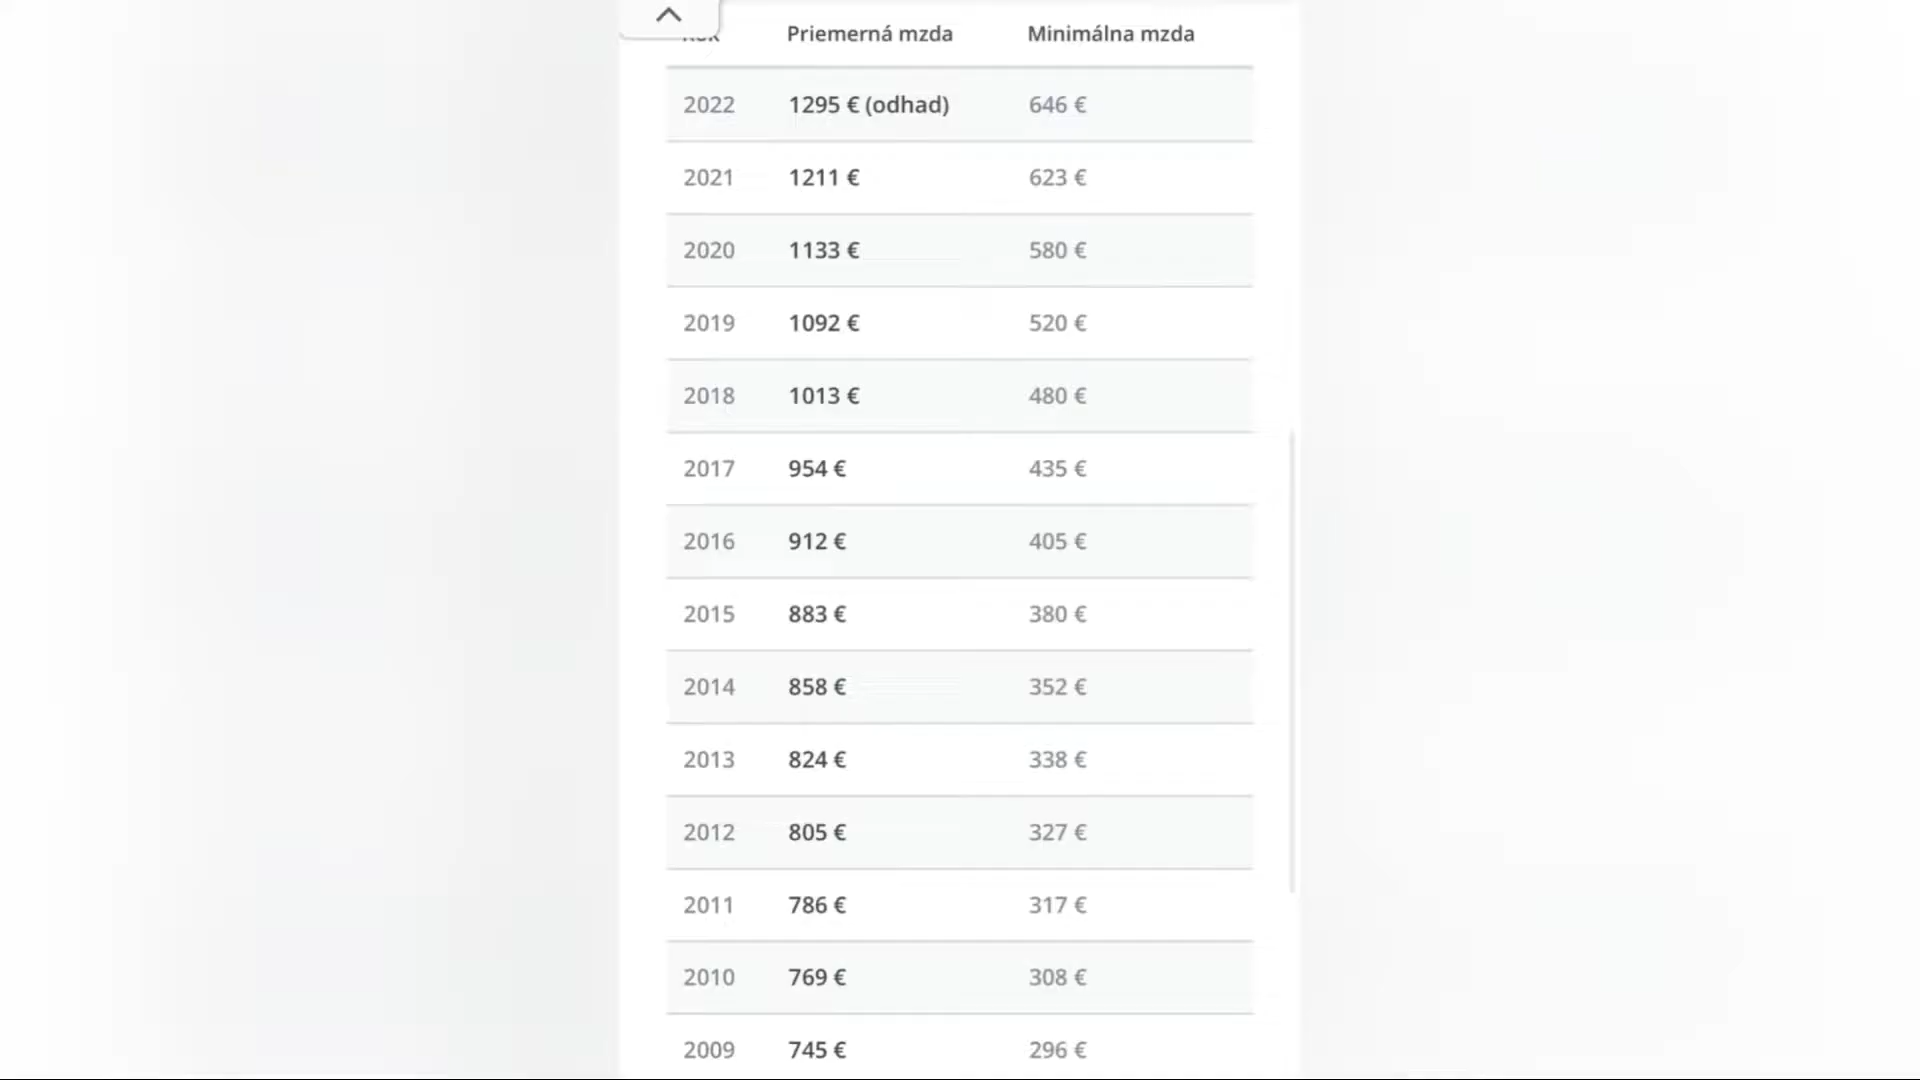 Priemerná mzda Minimálna mzda
2022 1295 € (odhad) 646 €
2021 1211 € 623 €
2020 1133 € 580 €
2019 1092 € 520 €
2018 1013 € 480 €
2017 954 € 435 €
2016 912 € 405 €
2015 883 € 380 €
2014 858 € 352 €
2013 824 € 338 €
2012 805 € 327 €
2011 786 € 317 €
2010 769 € 308 €
2009 745 € 296 €